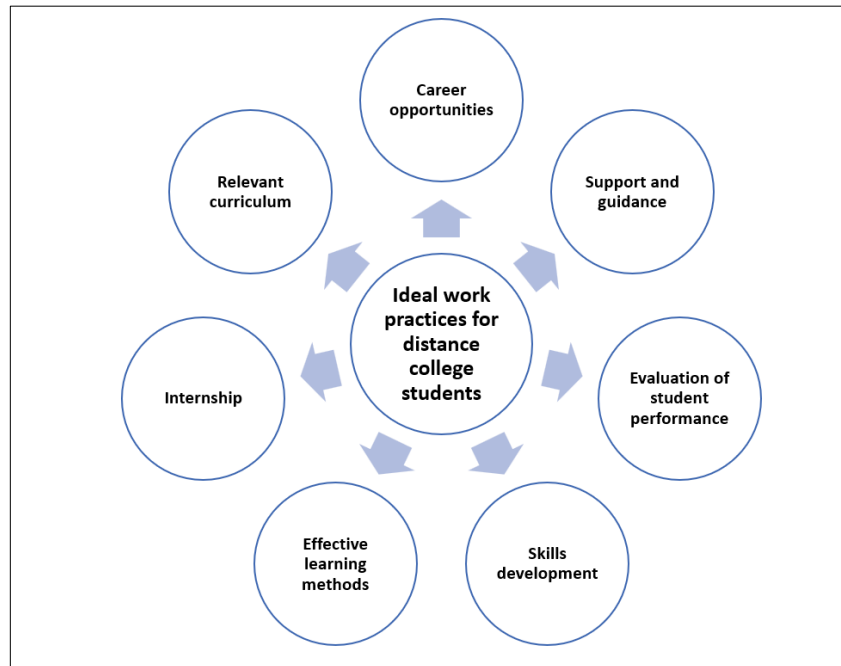 Career
opportunities
Support and
guidance
Evaluation of
student
performance
Skills
development
Effective
learning
methods
Internship
Relevant
curriculum
Ideal work
practices for
distance
college
students